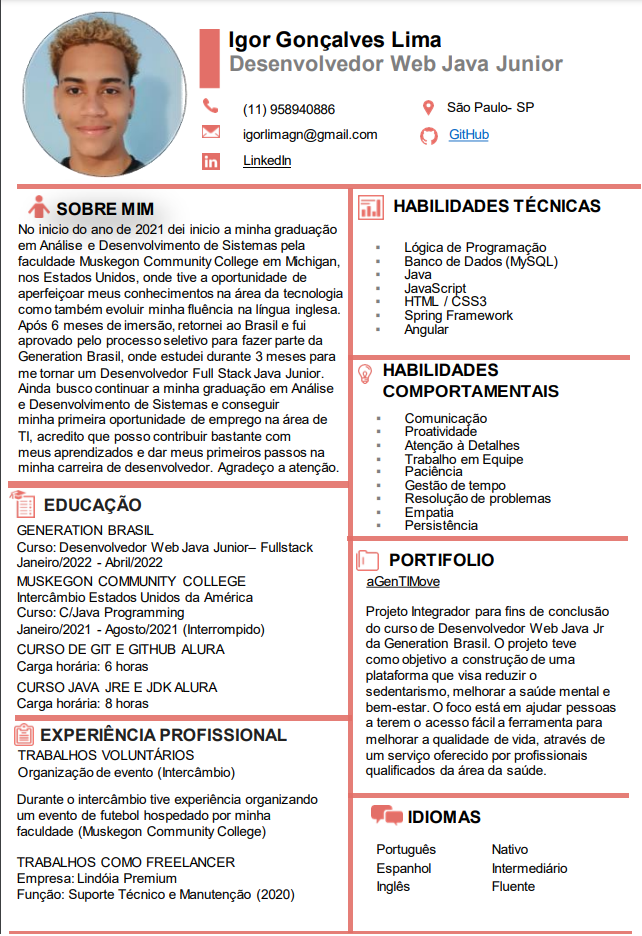 Igor Gonçalves Lima
Desenvolvedor Web Java Junior
(11) 958940886
São Paulo- SP
igorlimagn@gmail.com
GitHub
LinkedIn
SOBRE MIM
No inicio do ano de 2021 dei inicio a minha graduação
em Análise e Desenvolvimento de Sistemas pela
faculdade Muskegon Community College em Michigan,
nos Estados Unidos, onde tive a oportunidade de
aperfeiçoar meus conhecimentos na área da tecnologia
como também evoluir minha fluência na língua inglesa.
Após 6 meses de imersão, retornei ao Brasil e fui
aprovado pelo processo seletivo para fazer parte da
Generation Brasil, onde estudei durante 3 meses para
me tornar um Desenvolvedor Full Stack Java Junior.
Ainda busco continuar a minha graduação em Análise
e Desenvolvimento de Sistemas e conseguir
minha primeira oportunidade de emprego na área de
TI, acredito que posso contribuir bastante com
meus aprendizados e dar meus primeiros passos na
minha carreira de desenvolvedor. Agradeço a atenção.
EDUCAÇÃO
GENERATION BRASIL
Curso: Desenvolvedor Web Java Junior– Fullstack
Janeiro/2022 - Abril/2022
MUSKEGON COMMUNITY COLLEGE
Intercâmbio Estados Unidos da América
Curso: C/Java Programming
Janeiro/2021 - Agosto/2021 (Interrompido)
CURSO DE GIT E GITHUB ALURA
Carga horária: 6 horas
CURSO JAVA JRE E JDK ALURA
Carga horária: 8 horas
EXPERIÊNCIA PROFISSIONAL
TRABALHOS VOLUNTÁRIOS
Organização de evento (Intercâmbio)
Durante o intercâmbio tive experiência organizando
um evento de futebol hospedado por minha
faculdade (Muskegon Community College)
TRABALHOS COMO FREELANCER
Empresa: Lindóia Premium
Função: Suporte Técnico e Manutenção (2020)
HABILIDADES TÉCNICAS
▪ Lógica de Programação
▪ Banco de Dados (MySQL)
▪ Java
▪ JavaScript
▪ HTML / CSS3
▪ Spring Framework
▪ Angular
HABILIDADES
COMPORTAMENTAIS
▪ Comunicação
▪ Proatividade
▪ Atenção à Detalhes
▪ Trabalho em Equipe
▪ Paciência
▪ Gestão de tempo
▪ Resolução de problemas
▪ Empatia
▪ Persistência
PORTIFOLIO
aGenTIMove
Projeto Integrador para fins de conclusão
do curso de Desenvolvedor Web Java Jr
da Generation Brasil. O projeto teve
como objetivo a construção de uma
plataforma que visa reduzir o
sedentarismo, melhorar a saúde mental e
bem-estar. O foco está em ajudar pessoas
a terem o acesso fácil a ferramenta para
melhorar a qualidade de vida, através de
um serviço oferecido por profissionais
qualificados da área da saúde.
IDIOMAS
Português Nativo
Espanhol Intermediário
Inglês Fluente